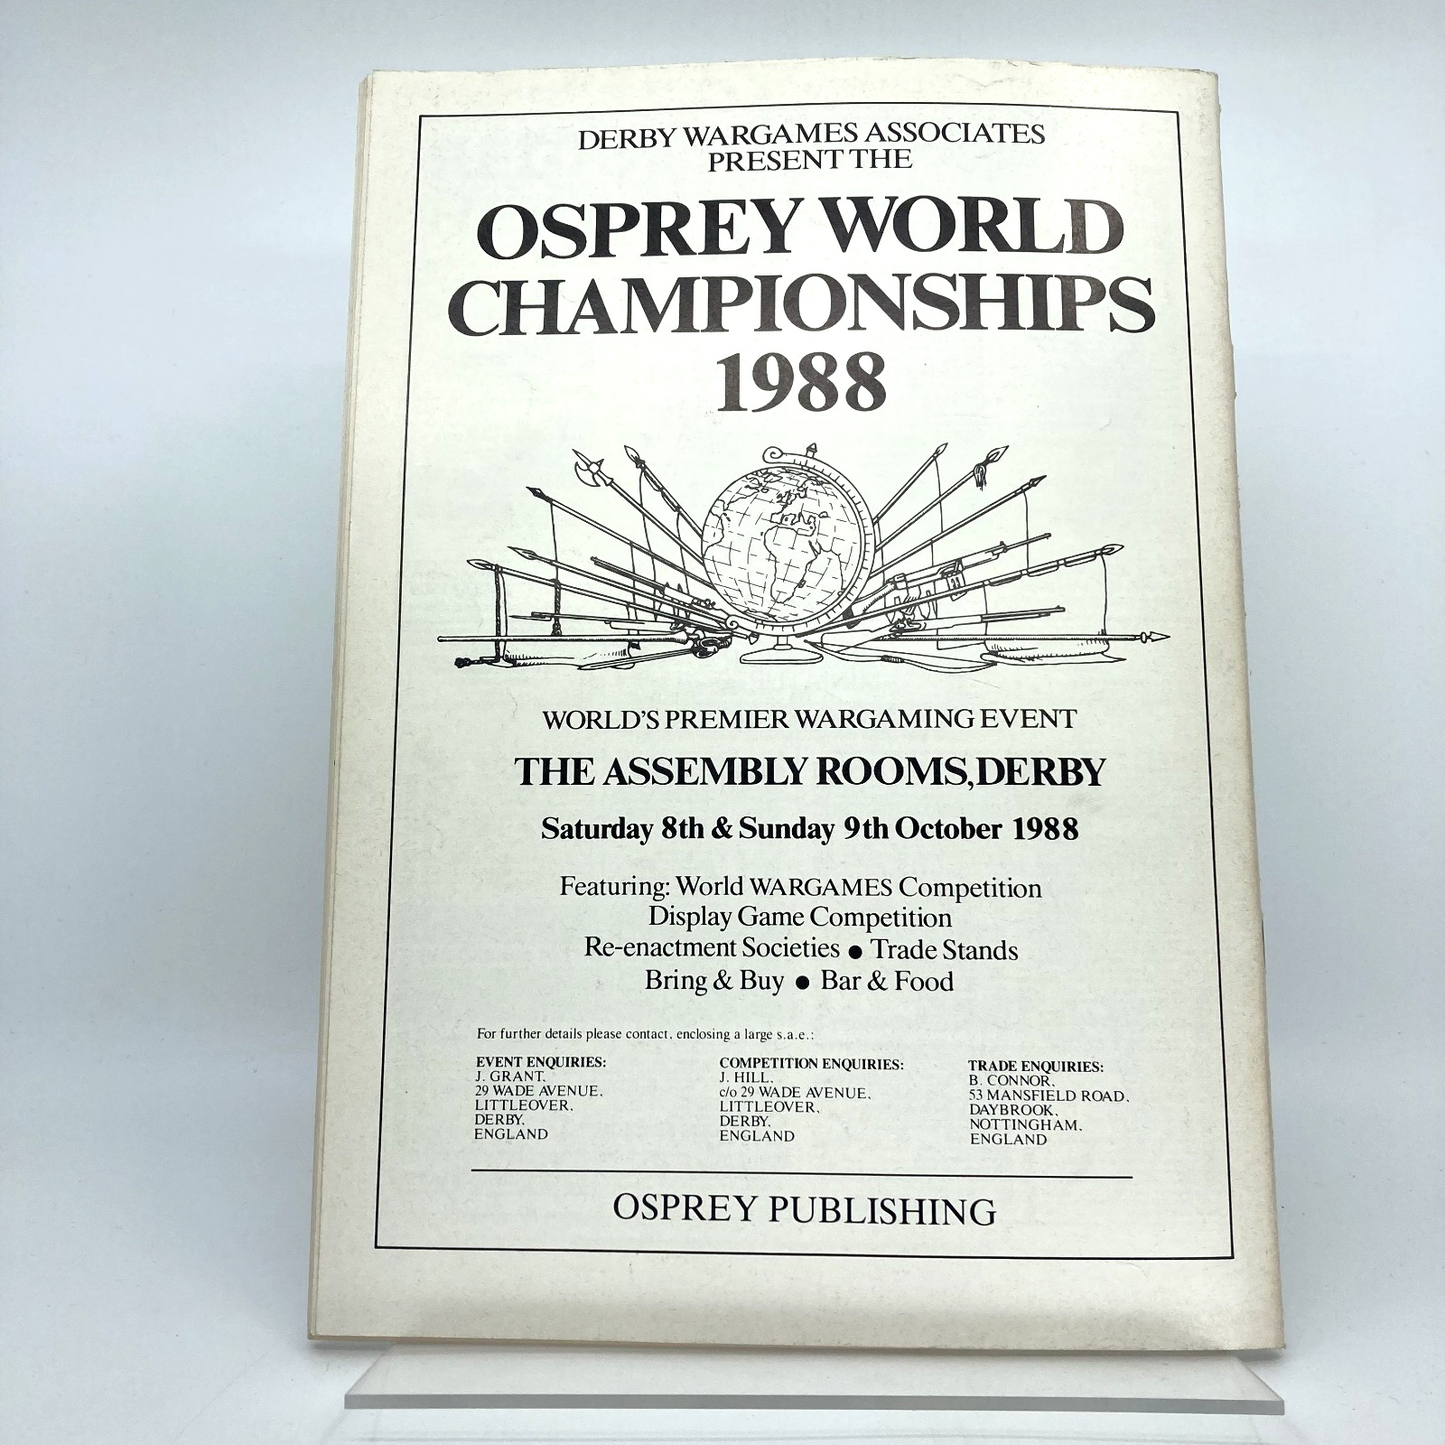 DERBY WARGAMES ASSOCIATES
PRESENT THE
OSPREY WORLD
CHAMPIONSHIPS
1988
WORLD'S PREMIER WARGAMING EVENT
THE ASSEMBLY ROOMS, DERBY
Saturday 8th & Sunday 9th October 1988
Featuring: World WARGAMES Competition
Display Game Competition
Re-enactment Societies ● Trade Stands
Bring & Buy ● Bar & Food
For further details please contact, enclosing a large s.a.e.:
EVENT ENQUIRIES:
J. GRANT,
29 WADE AVENUE,
LITTLEOVER,
DERBY,
ENGLAND
COMPETITION ENQUIRIES:
J. HILL,
c/o 29 WADE AVENUE,
LITTLEOVER,
DERBY,
ENGLAND
TRADE ENQUIRIES:
B. CONNOR,
53 MANSFIELD ROAD,
DAYBROOK,
NOTTINGHAM,
ENGLAND
OSPREY PUBLISHING